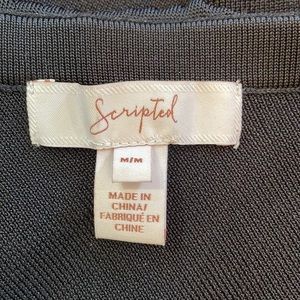 Scripted
M/M
MADE IN
CHINA/
FABRIQUÉ EN
CHINE